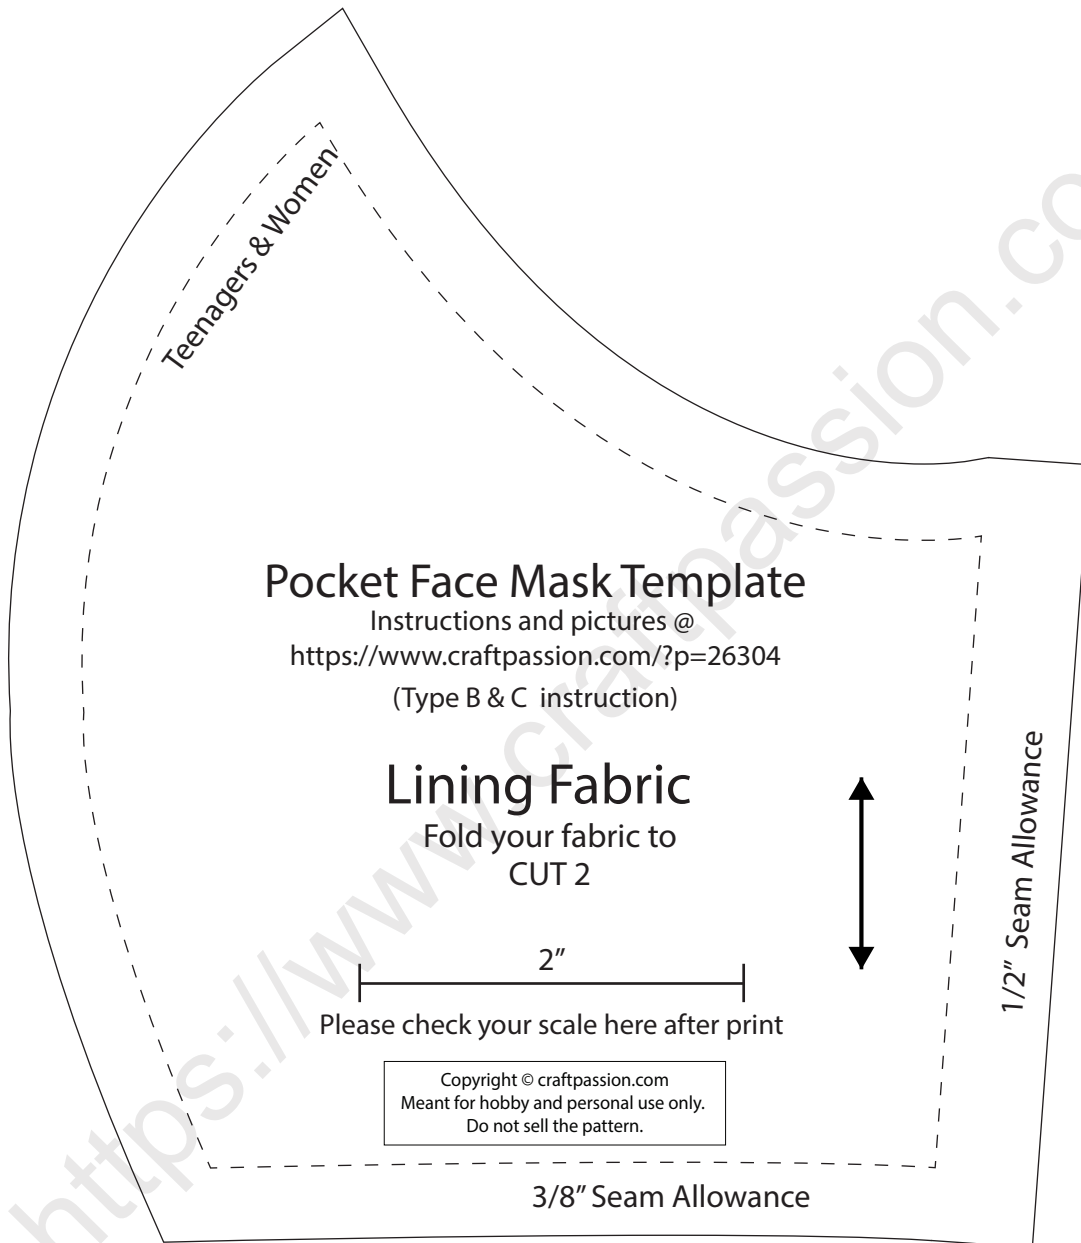 Teenagers & Women
Pocket Face Mask Template
Instructions and pictures @
https://www.craftpassion.com/?p=26304
(Type B & C  instruction)
Lining Fabric
Fold your fabric to
CUT 2
1/2" Seam Allowance
2"
Please check your scale here after print
Copyright © craftpassion.com
Meant for hobby and personal use only.
Do not sell the pattern.
3/8" Seam Allowance
https://www.craftpassion.co